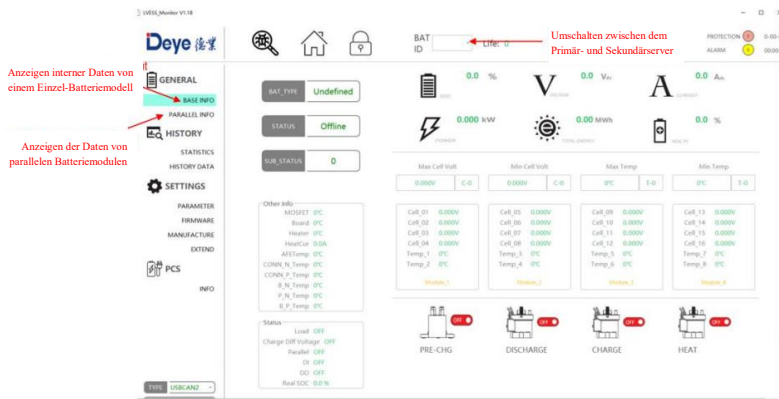 LVESS_Monitor V1.18
Deye 德業
BAT
ID
Life: 0
Umschalten zwischen dem
Primär- und Sekundärserver
PROTECTION
0-00-
ALARM
00:00
Anzeigen interner Daten von
einem Einzel-Batteriemodell
Anzeigen der Daten von
parallelen Batteriemodulen
GENERAL
BASE INFO
PARALLEL INFO
HISTORY
STATISTICS
HISTORY DATA
SETTINGS
PARAMETER
FIRMWARE
MANUFACTURE
EXTEND
PCS
INFO
TYPE USBCAN2
BAT_TYPE Undefined
STATUS Offline
SUB_STATUS 0
Other Info
MOSFET 0°C
Board 0°C
Heater 0°C
HeatCur 0.0A
AFETemp 0°C
CONN_N_Temp 0°C
CONN_P_Temp 0°C
B_N_Temp 0°C
P_N_Temp 0°C
B_P_Temp 0°C
Status
Load OFF
Charge Diff Voltage OFF
Parallel OFF
DI OFF
DO OFF
Real SOC 0.0 %
0.0 %
V 0.0
A 0.0
0.000 kW
0.00 MWh
TOTAL ENERGY
0.0 %
Max Cell Volt Min Cell Volt Max Temp Min Temp
0.000V C-0 0.000V C-0 0°C T-0 0°C T-0
Cell_01 0.000V
Cell_02 0.000V
Cell_03 0.000V
Cell_04 0.000V
Temp_1 0°C
Temp_2 0°C
Module_1
Cell_05 0.000V
Cell_06 0.000V
Cell_07 0.000V
Cell_08 0.000V
Temp_3 0°C
Temp_4 0°C
Module_2
Cell_09 0.000V
Cell_10 0.000V
Cell_11 0.000V
Cell_12 0.000V
Temp_5 0°C
Temp_6 0°C
Module_3
Cell_13 0.000V
Cell_14 0.000V
Cell_15 0.000V
Cell_16 0.000V
Temp_7 0°C
Temp_8 0°C
Module_4
OFF OFF OFF OFF
PRE-CHG DISCHARGE CHARGE HEAT